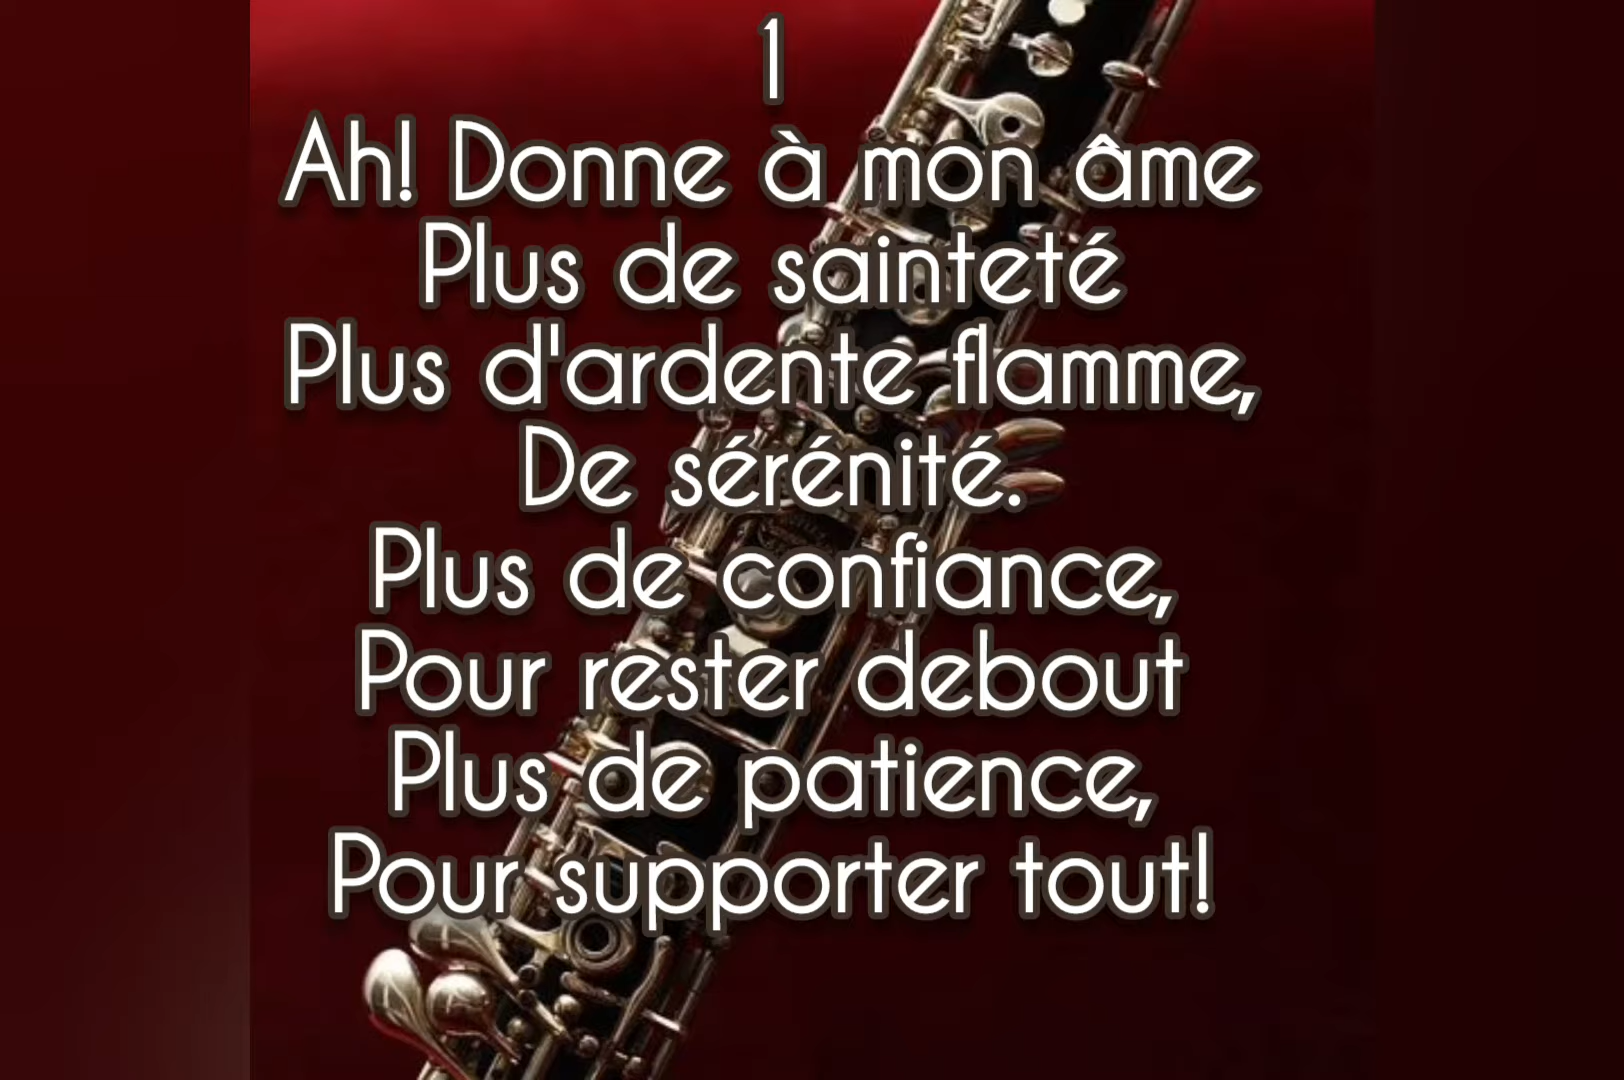 1
Ah! Donne à mon âme
Plus de sainteté
Plus d'ardente flamme,
De sérénité.
Plus de confiance,
Pour rester debout
Plus de patience,
Pour supporter tout!